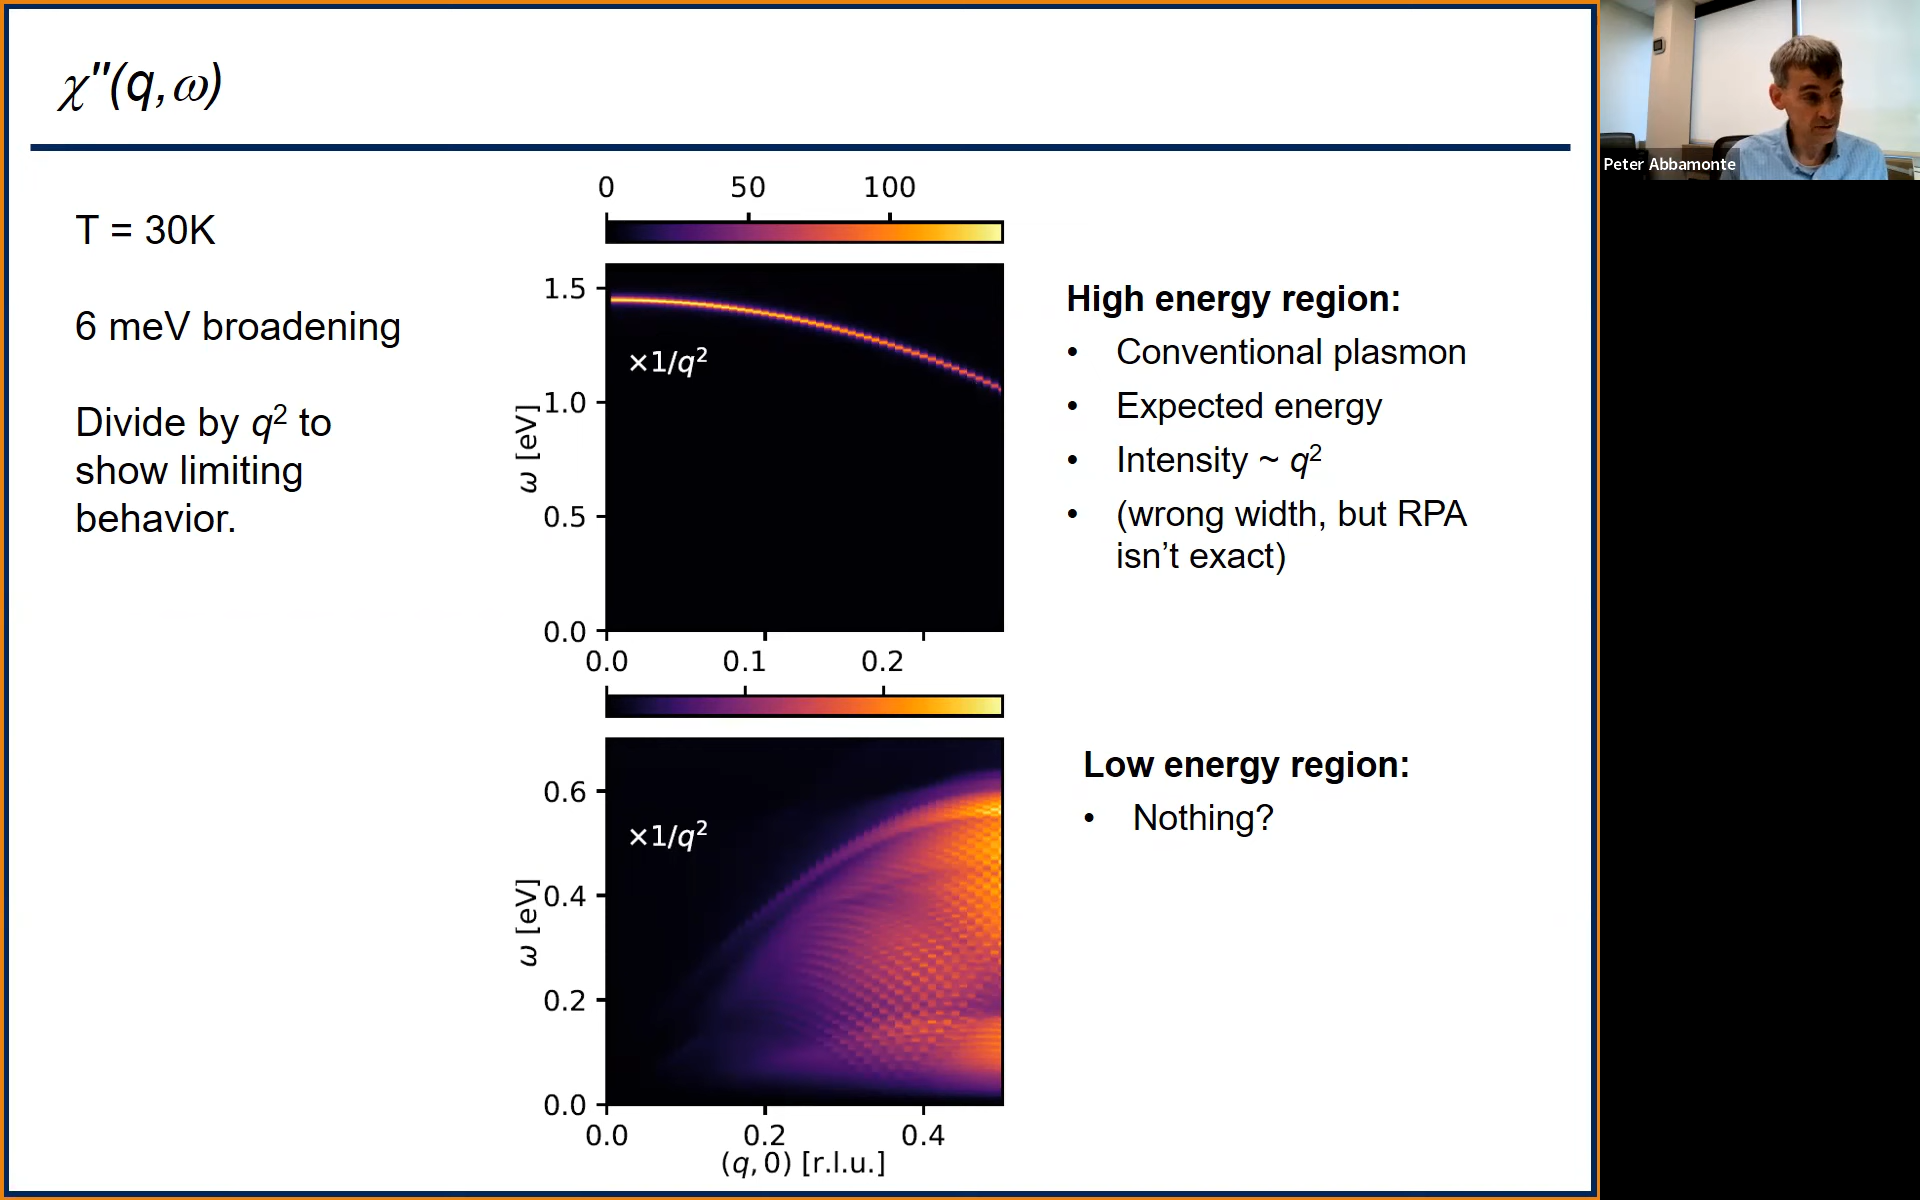 χ″(q,ω)
Peter Abbamonte
T = 30K
6 meV broadening
Divide by q² to
show limiting
behavior.
0 50 100
1.5
1.0
0.5
0.0
ω [eV]
×1/q²
0.0 0.1 0.2
0.6
0.4
0.2
0.0
ω [eV]
×1/q²
0.0 0.2 0.4
(q, 0) [r.l.u.]
High energy region:
• Conventional plasmon
• Expected energy
• Intensity ~ q²
• (wrong width, but RPA
isn’t exact)
Low energy region:
• Nothing?